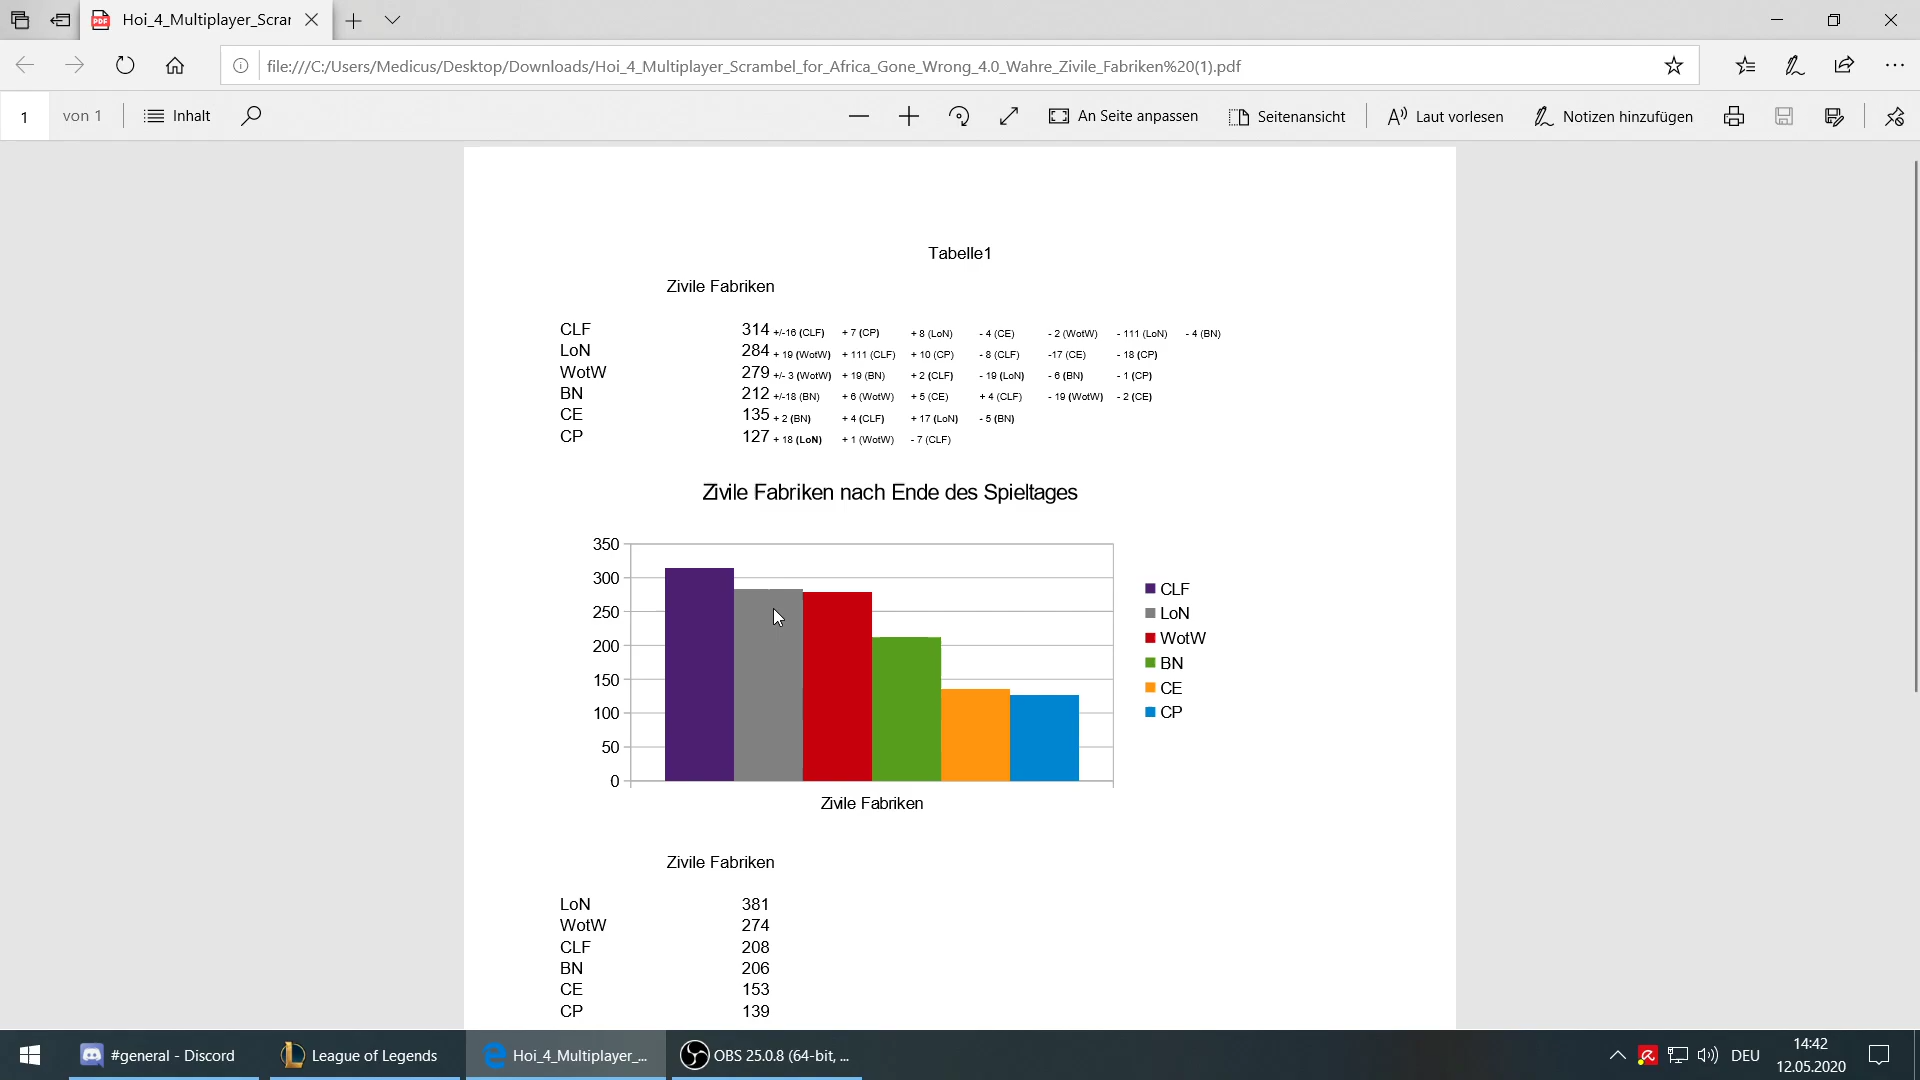 Hoi_4_Multiplayer_Scrar
file:///C:/Users/Medicus/Desktop/Downloads/Hoi_4_Multiplayer_Scrambel_for_Africa_Gone_Wrong_4.0_Wahre_Zivile_Fabriken%20(1).pdf
1 von 1 Inhalt An Seite anpassen Seitenansicht Laut vorlesen Notizen hinzufügen
Tabelle1
Zivile Fabriken
CLF 314 +/-16 (CLF) + 7 (CP) + 8 (LoN) - 4 (CE) - 2 (WotW) - 111 (LoN) - 4 (BN)
LoN 284 + 19 (WotW) + 111 (CLF) + 10 (CP) - 8 (CLF) -17 (CE) - 18 (CP)
WotW 279 +/- 3 (WotW) + 19 (BN) + 2 (CLF) - 19 (LoN) - 6 (BN) - 1 (CP)
BN 212 +/-18 (BN) + 6 (WotW) + 5 (CE) + 4 (CLF) - 19 (WotW) - 2 (CE)
CE 135 + 2 (BN) + 4 (CLF) + 17 (LoN) - 5 (BN)
CP 127 + 18 (LoN) + 1 (WotW) - 7 (CLF)
Zivile Fabriken nach Ende des Spieltages
350
300
250
200
150
100
50
0
CLF
LoN
WotW
BN
CE
CP
Zivile Fabriken
Zivile Fabriken
LoN 381
WotW 274
CLF 208
BN 206
CE 153
CP 139
#general - Discord League of Legends Hoi_4_Multiplayer_... OBS 25.0.8 (64-bit, ... DEU 14:42
12.05.2020